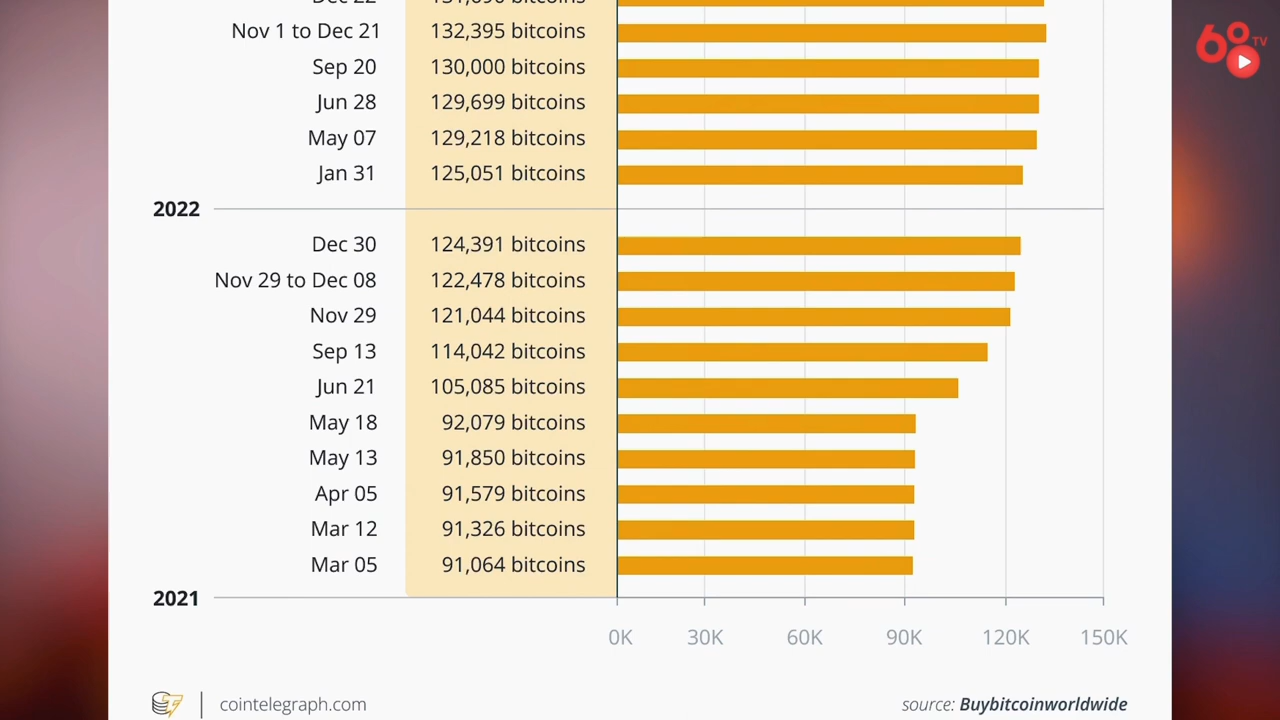 Nov 1 to Dec 21 132,395 bitcoins
Sep 20 130,000 bitcoins
Jun 28 129,699 bitcoins
May 07 129,218 bitcoins
Jan 31 125,051 bitcoins
2022
Dec 30 124,391 bitcoins
Nov 29 to Dec 08 122,478 bitcoins
Nov 29 121,044 bitcoins
Sep 13 114,042 bitcoins
Jun 21 105,085 bitcoins
May 18 92,079 bitcoins
May 13 91,850 bitcoins
Apr 05 91,579 bitcoins
Mar 12 91,326 bitcoins
Mar 05 91,064 bitcoins
2021
0K 30K 60K 90K 120K 150K
cointelegraph.com
source: Buybitcoinworldwide
TV